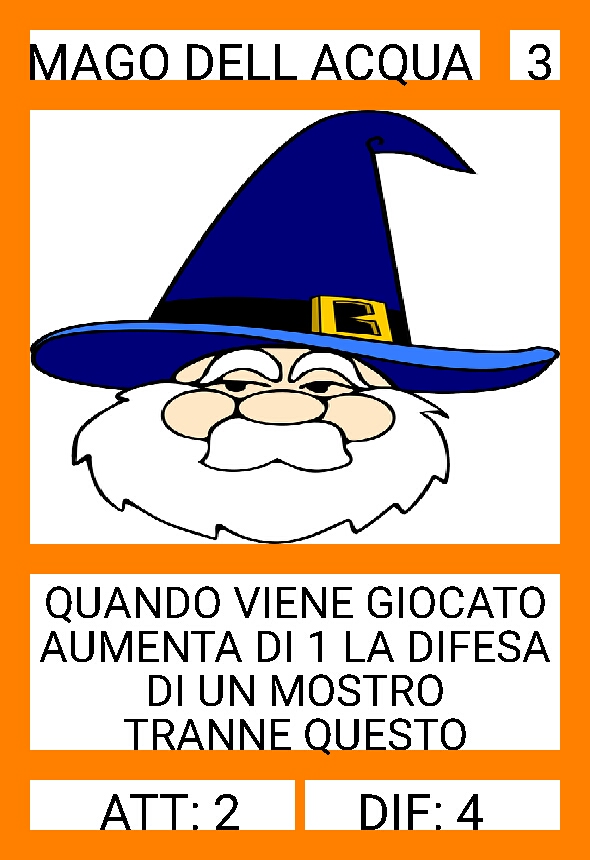 MAGO DELL ACQUA 3
QUANDO VIENE GIOCATO
AUMENTA DI 1 LA DIFESA
DI UN MOSTRO
TRANNE QUESTO
ATT: 2 DIF: 4